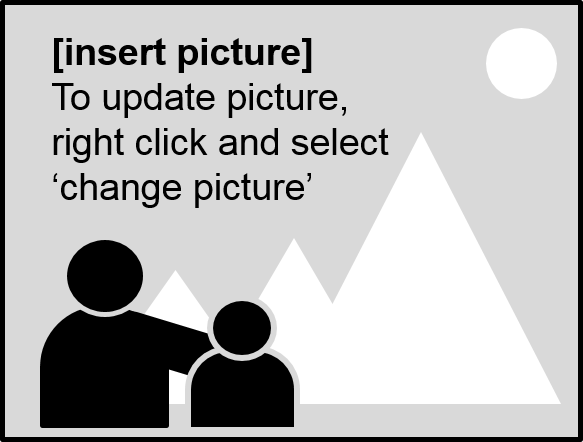 [insert picture]
To update picture,
right click and select
‘change picture’